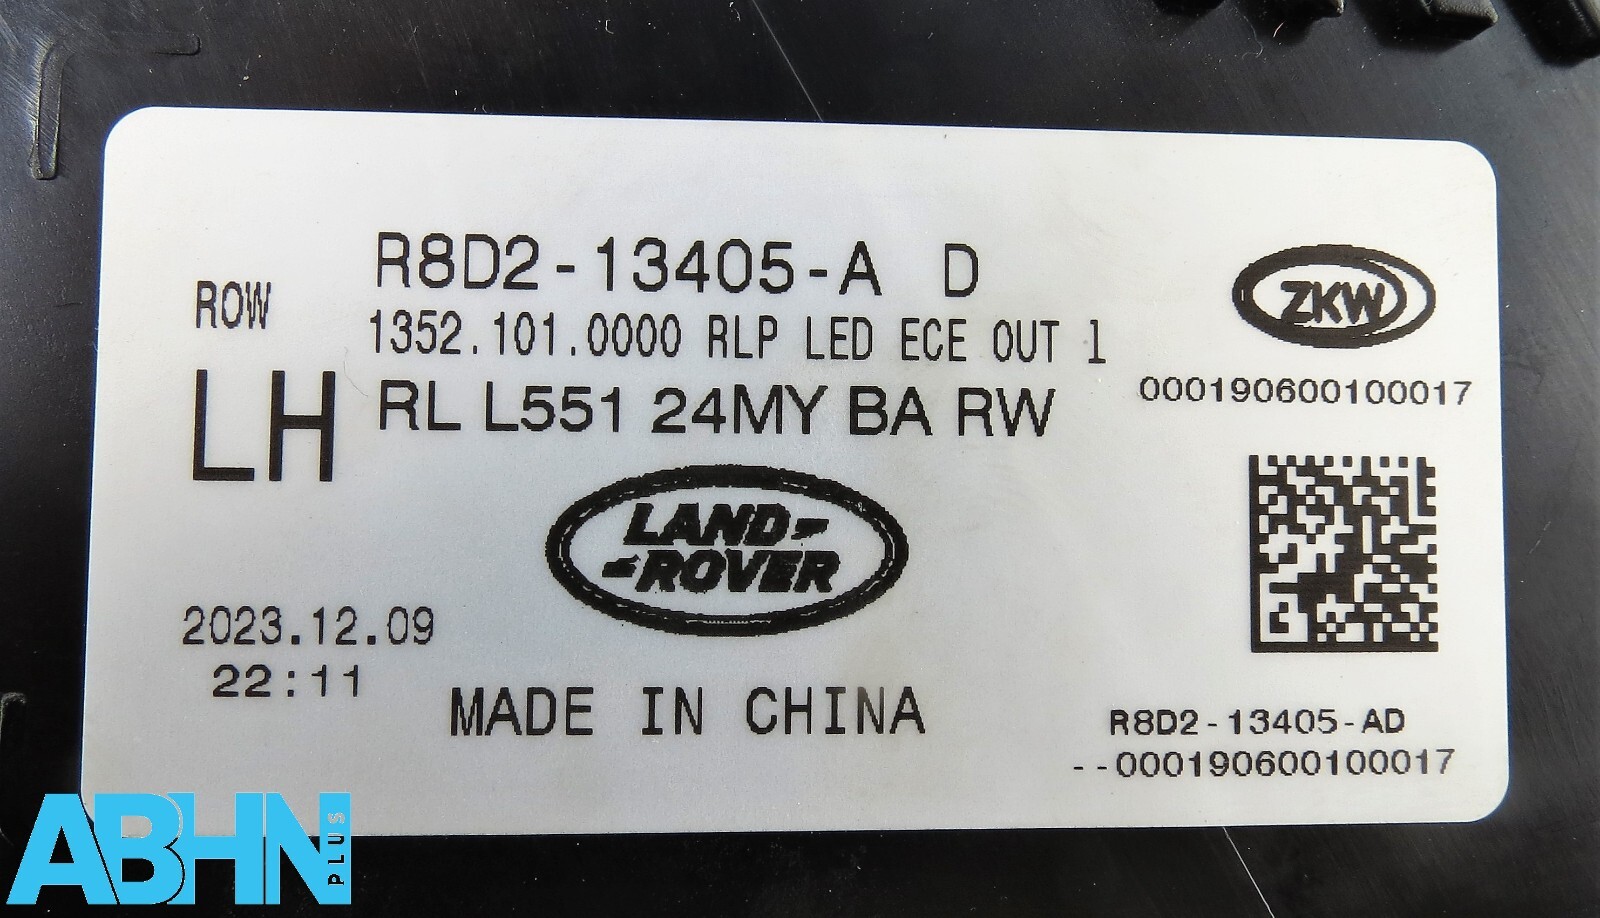 R8D2-13405-A D
ROW
1352.101.0000 RLP LED ECE OUT 1
LH
RL L551 24MY BA RW
ZKW
000190600100017
LAND-
-ROVER
2023.12.09
22:11
MADE IN CHINA
R8D2-13405-AD
--000190600100017
ABHN PLUS